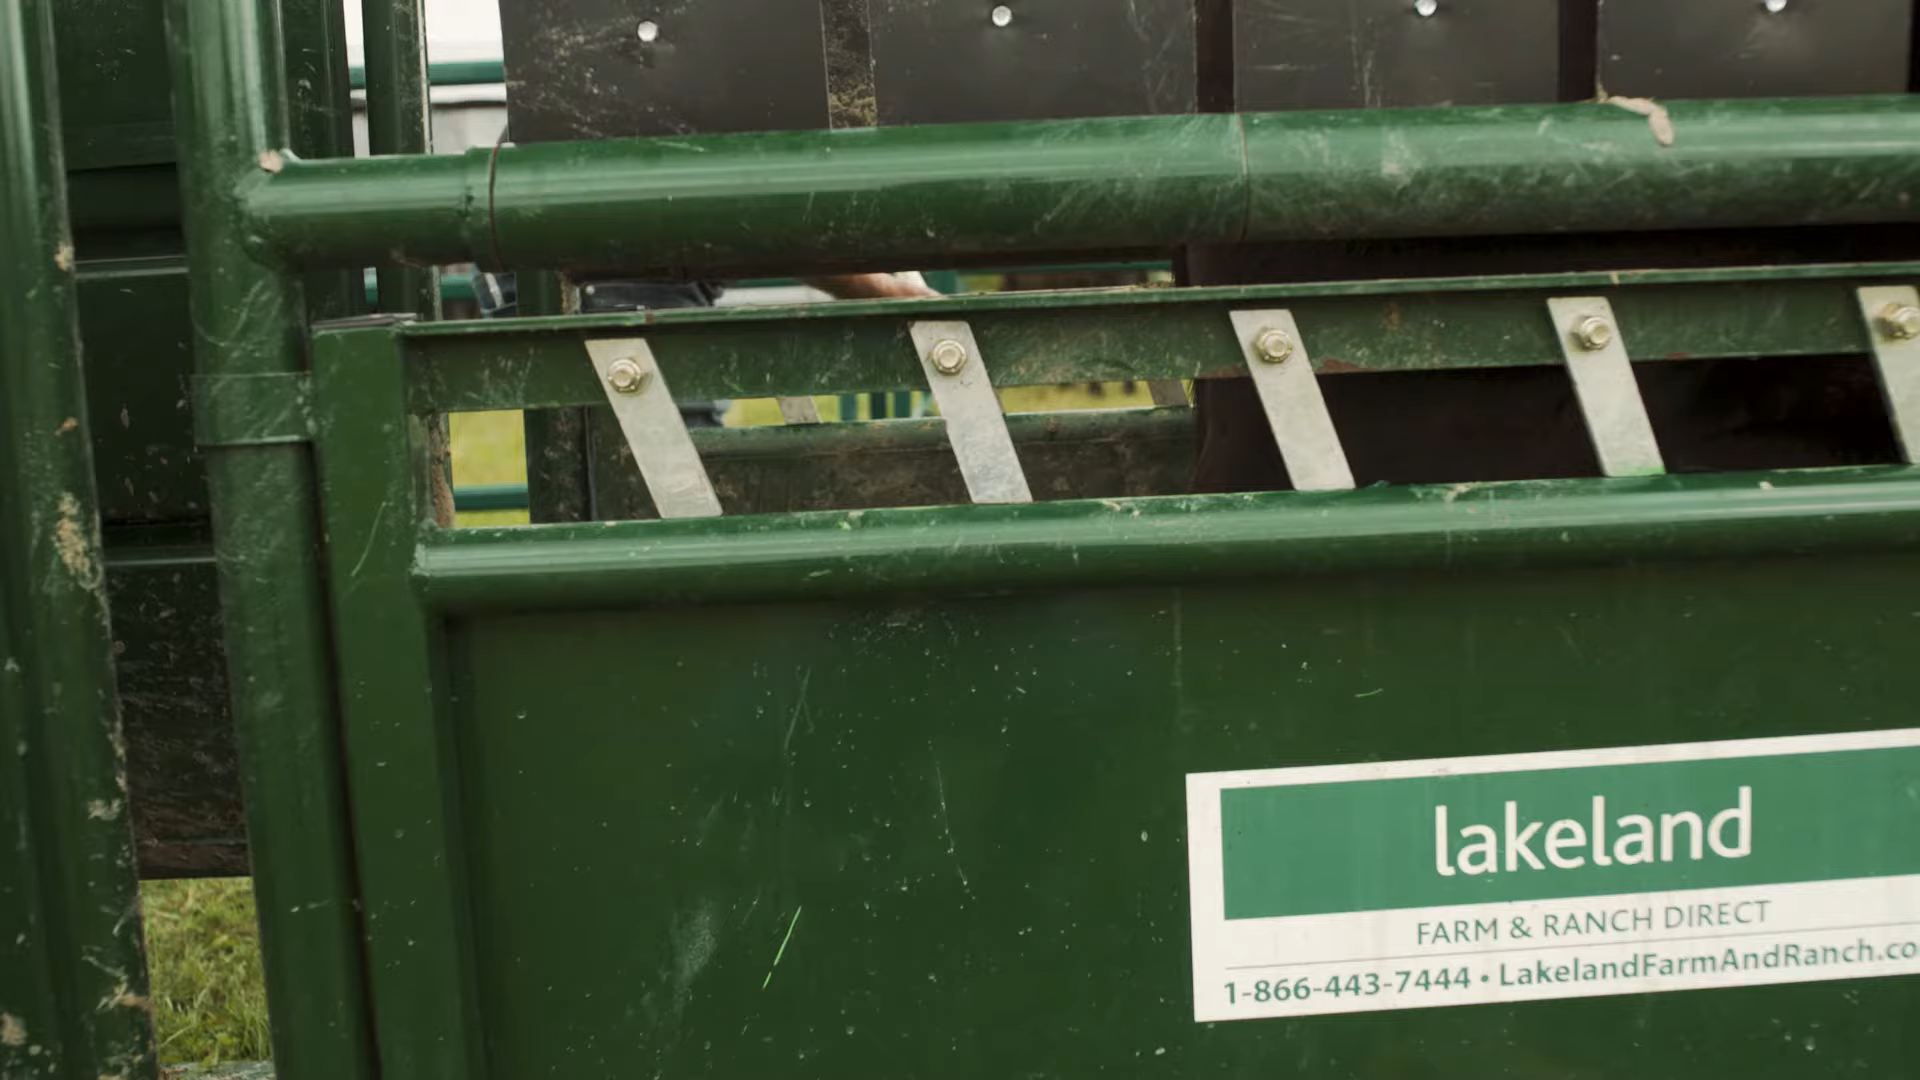 lakeland
FARM & RANCH DIRECT
1-866-443-7444 • LakelandFarmAndRanch.co